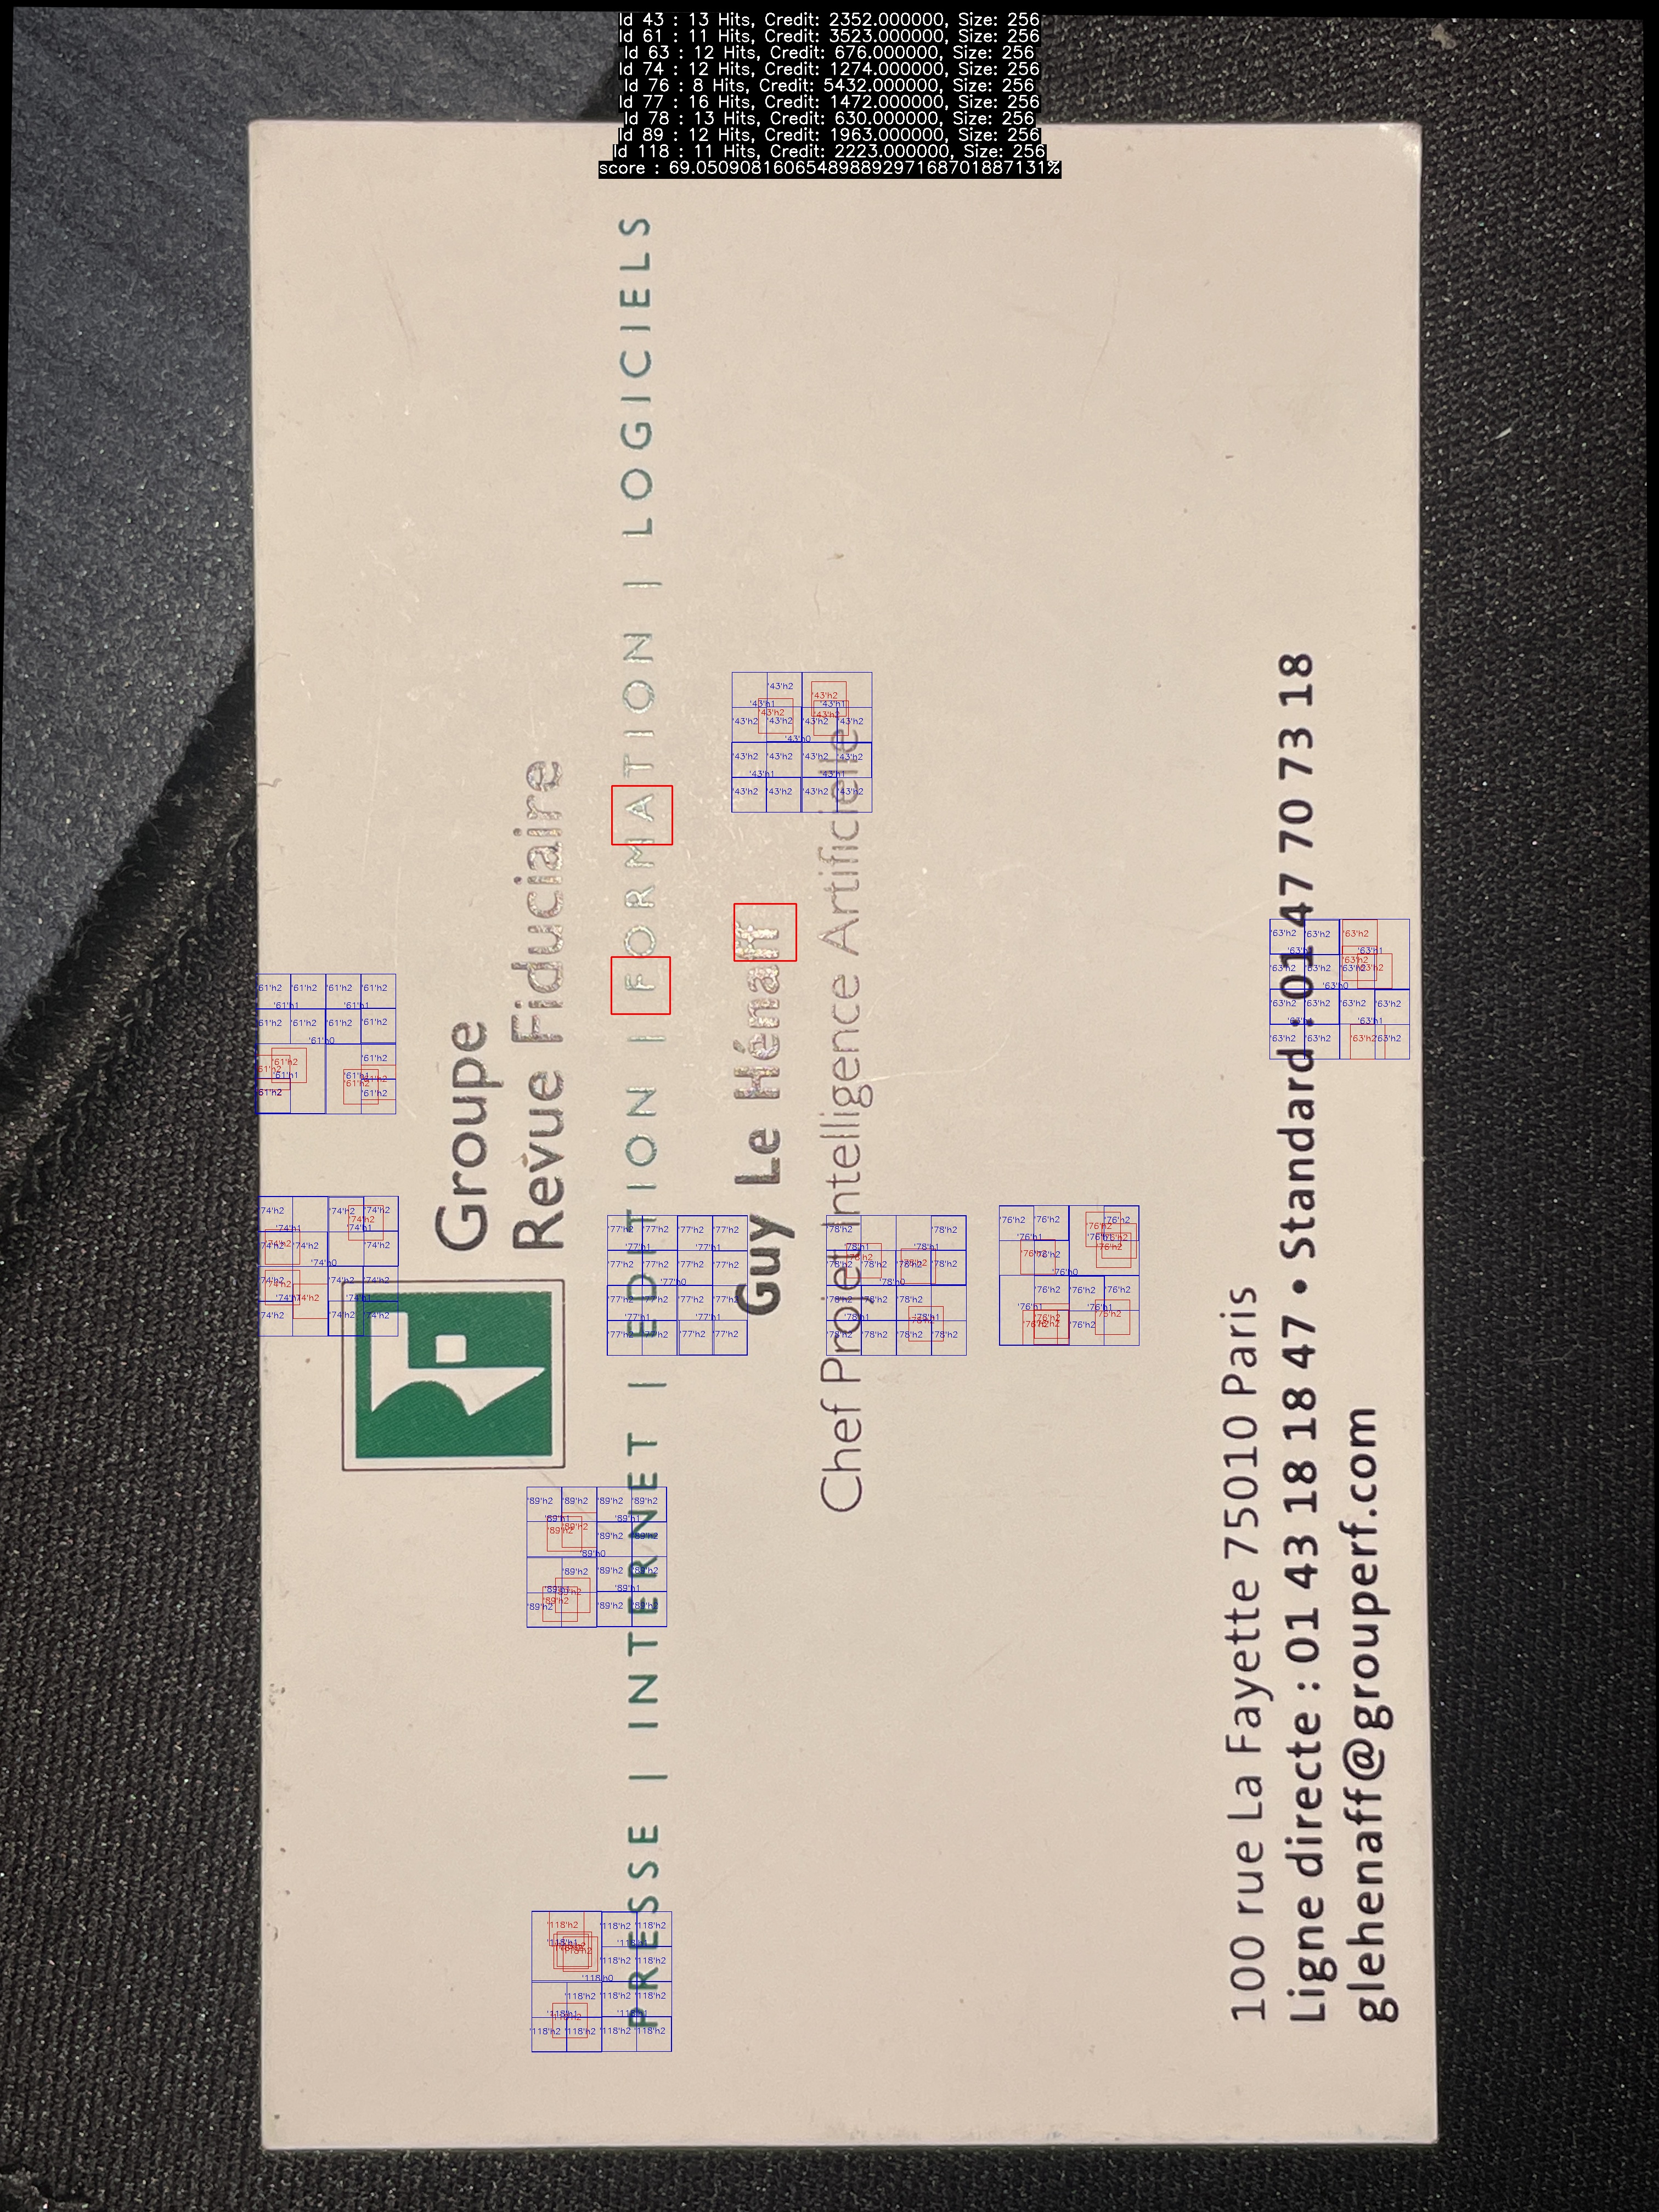 Id 43 : 13 Hits, Credit: 2352.000000, Size: 256
Id 61 : 11 Hits, Credit: 3523.000000, Size: 256
Id 63 : 12 Hits, Credit: 676.000000, Size: 256
Id 74 : 12 Hits, Credit: 1274.000000, Size: 256
Id 76 : 8 Hits, Credit: 5432.000000, Size: 256
Id 77 : 16 Hits, Credit: 1472.000000, Size: 256
Id 78 : 13 Hits, Credit: 630.000000, Size: 256
Id 89 : 12 Hits, Credit: 1963.000000, Size: 256
Id 118 : 11 Hits, Credit: 2223.000000, Size: 256
score : 69.05090816065489889297168701887131%
Groupe
Revue Fiduciaire
PRESSE | INTERNET | EDITION | FORMATION | LOGICIELS
Guy Le Hénaff
Chef Projet Intelligence Artificielle
100 rue La Fayette 75010 Paris
Ligne directe : 01 43 18 18 47 • Standard : 01 47 70 73 18
glehenaff@grouperf.com